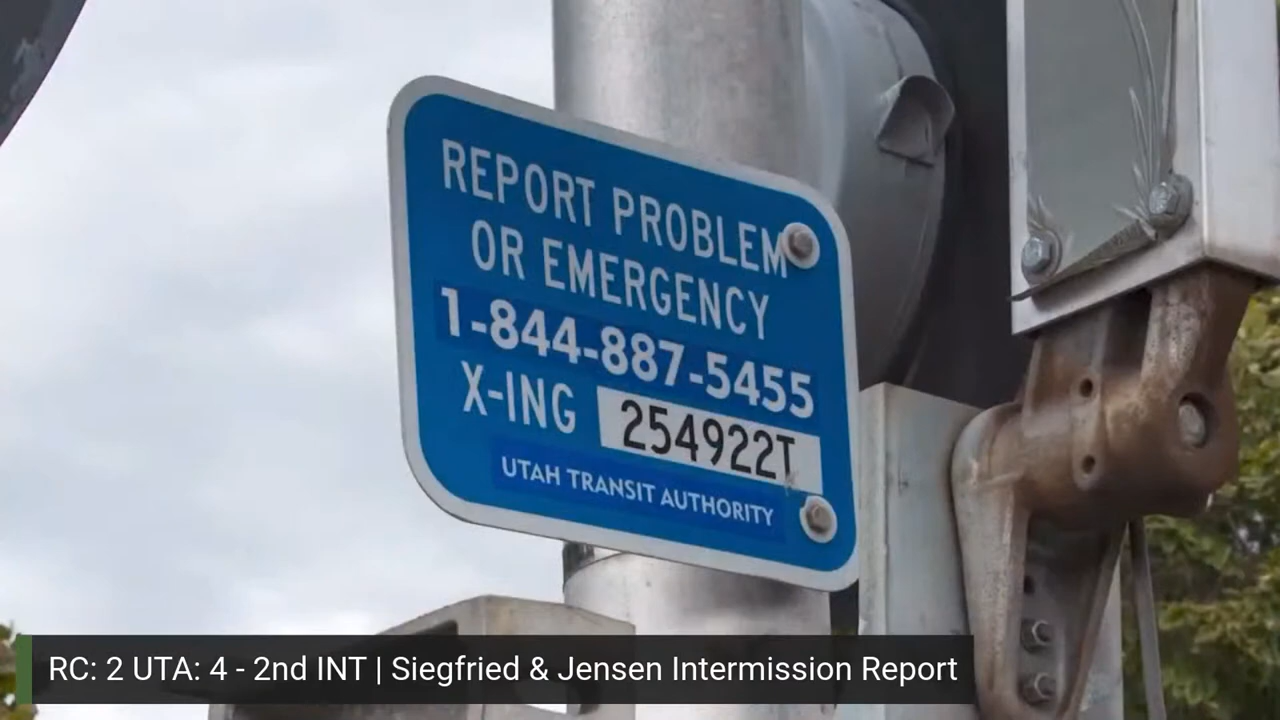 REPORT PROBLEM
OR EMERGENCY
1-844-887-5455
X-ING 254922T
UTAH TRANSIT AUTHORITY
RC: 2 UTA: 4 - 2nd INT | Siegfried & Jensen Intermission Report